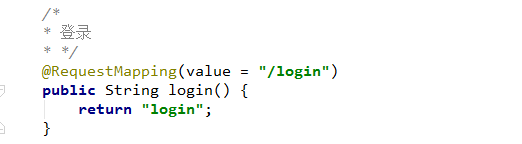 /*
* 登录
* */
@RequestMapping(value = "/login")
public String login() {
    return "login";
}